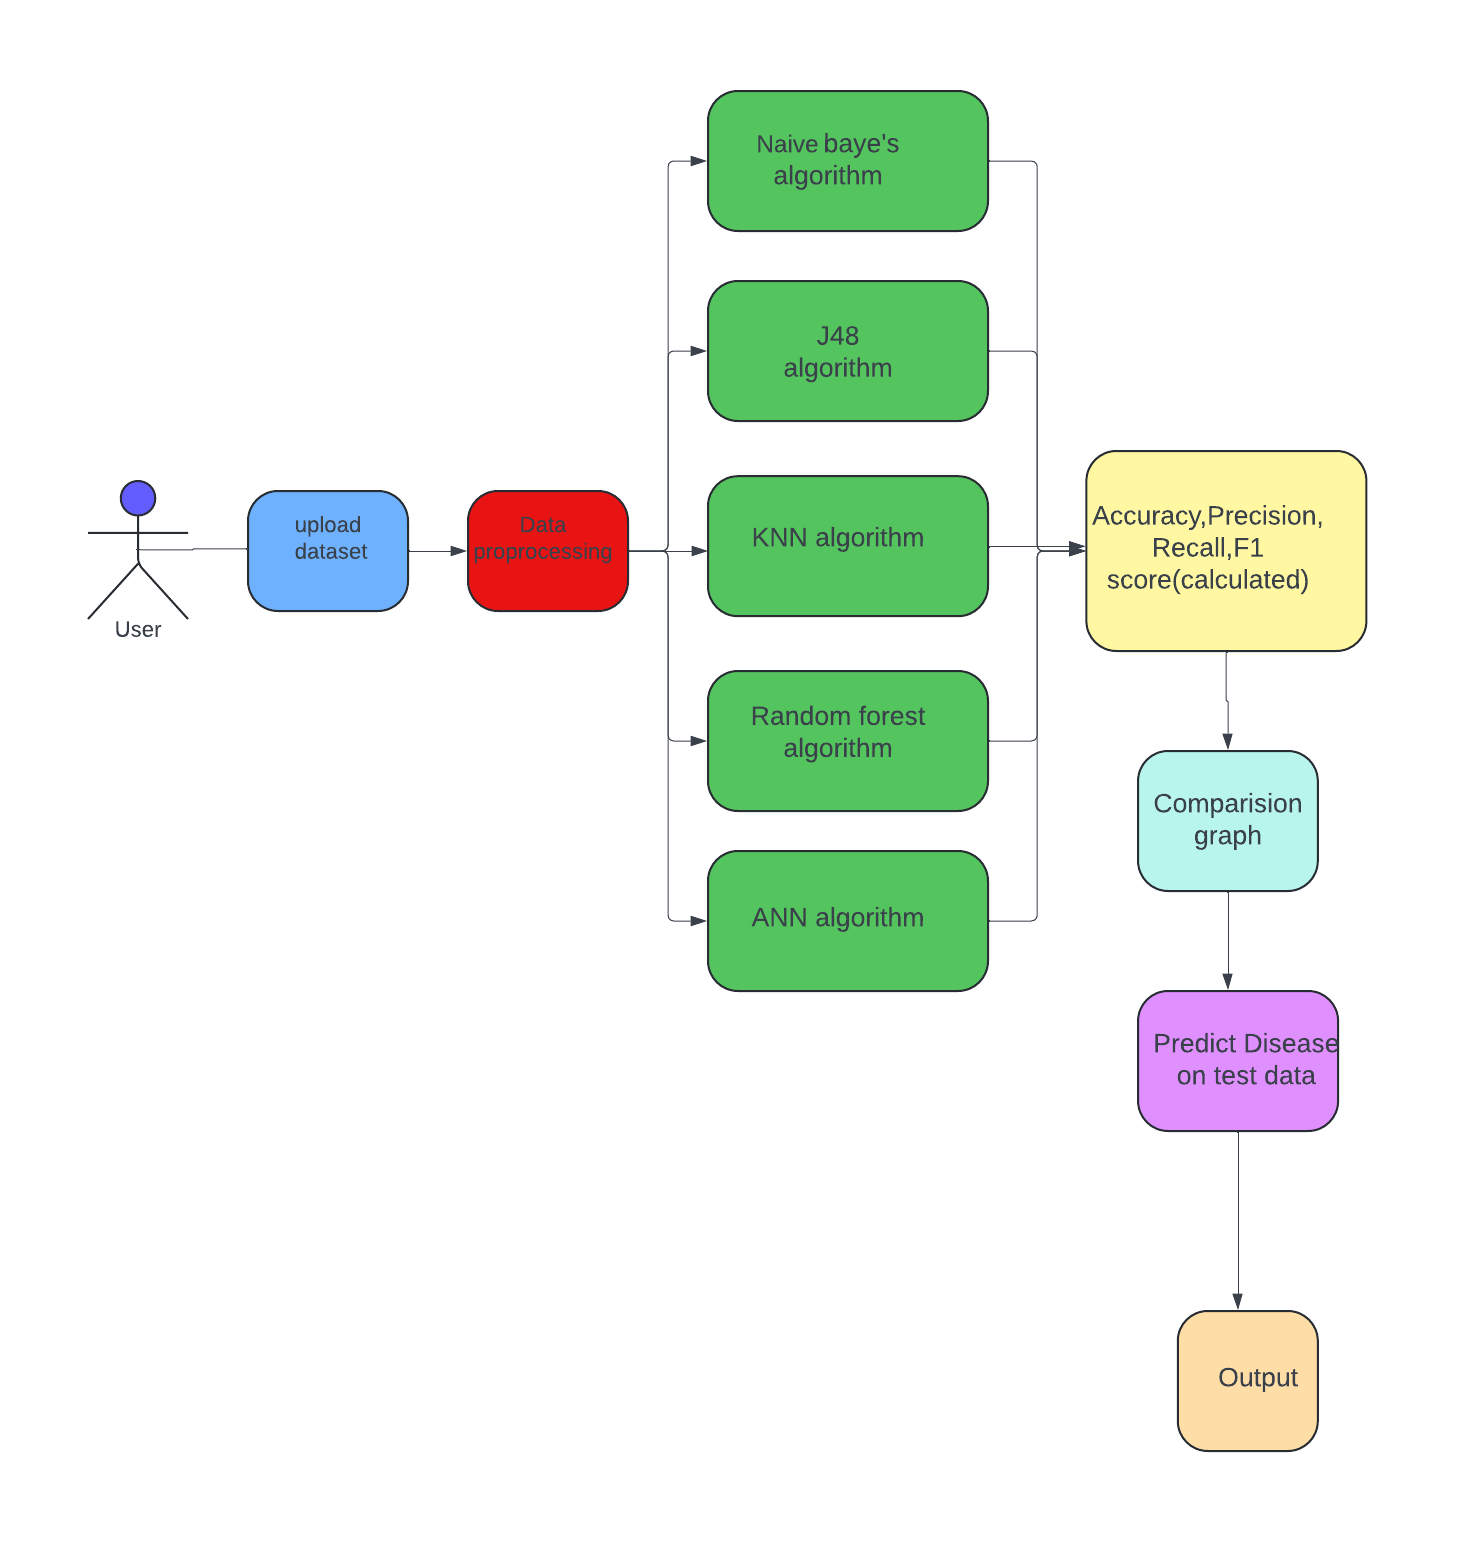 User
upload
dataset
Data
proprocessing
Naive baye's
algorithm
J48
algorithm
KNN algorithm
Random forest
algorithm
ANN algorithm
Accuracy,Precision,
Recall,F1
score(calculated)
Comparision
graph
Predict Disease
on test data
Output